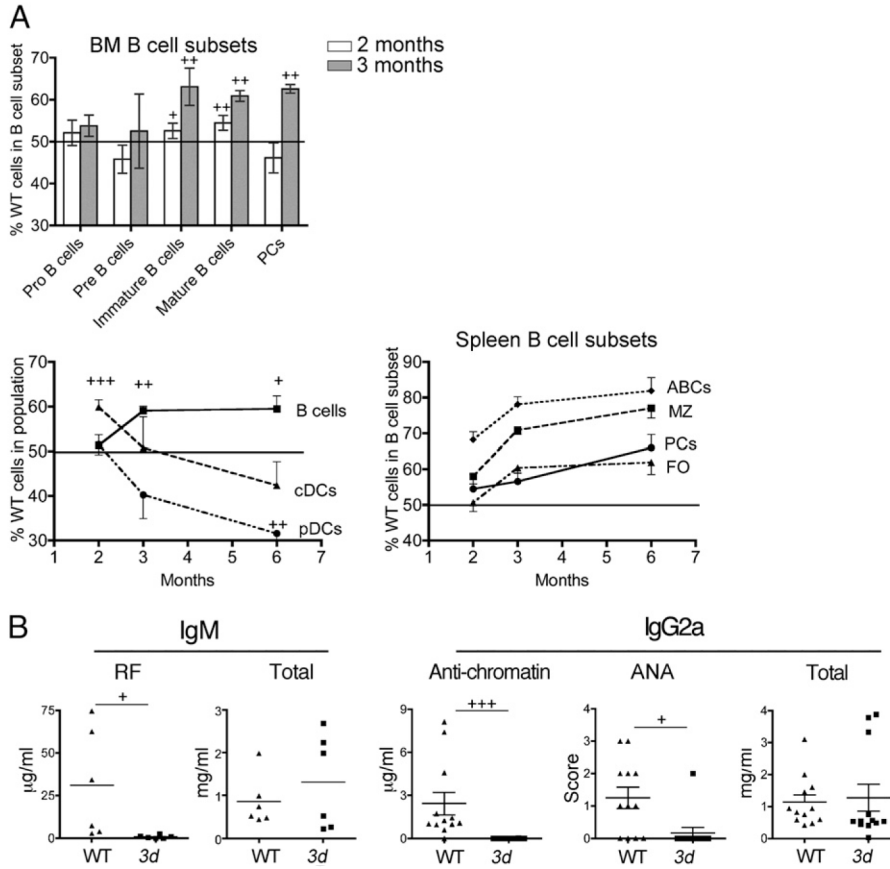 A
BM B cell subsets
2 months
3 months
% WT cells in B cell subset
70
60
50
40
30
++
++
++
+
++
Pro B cells
Pre B cells
Immature B cells
Mature B cells
PCs
% WT cells in population
70
60
50
40
30
+++
++
+
++
B cells
cDCs
pDCs
1 2 3 4 5 6 7
Months
Spleen B cell subsets
% WT cells in B cell subset
90
80
70
60
50
40
ABCs
MZ
PCs
FO
1 2 3 4 5 6 7
Months
B
IgM
IgG2a
RF
µg/ml
75
50
25
0
+
WT 3d
Total
mg/ml
3
2
1
0
WT 3d
Anti-chromatin
µg/ml
9
6
3
0
+++
WT 3d
ANA
Score
4
3
2
1
0
+
WT 3d
Total
mg/ml
4
3
2
1
0
WT 3d